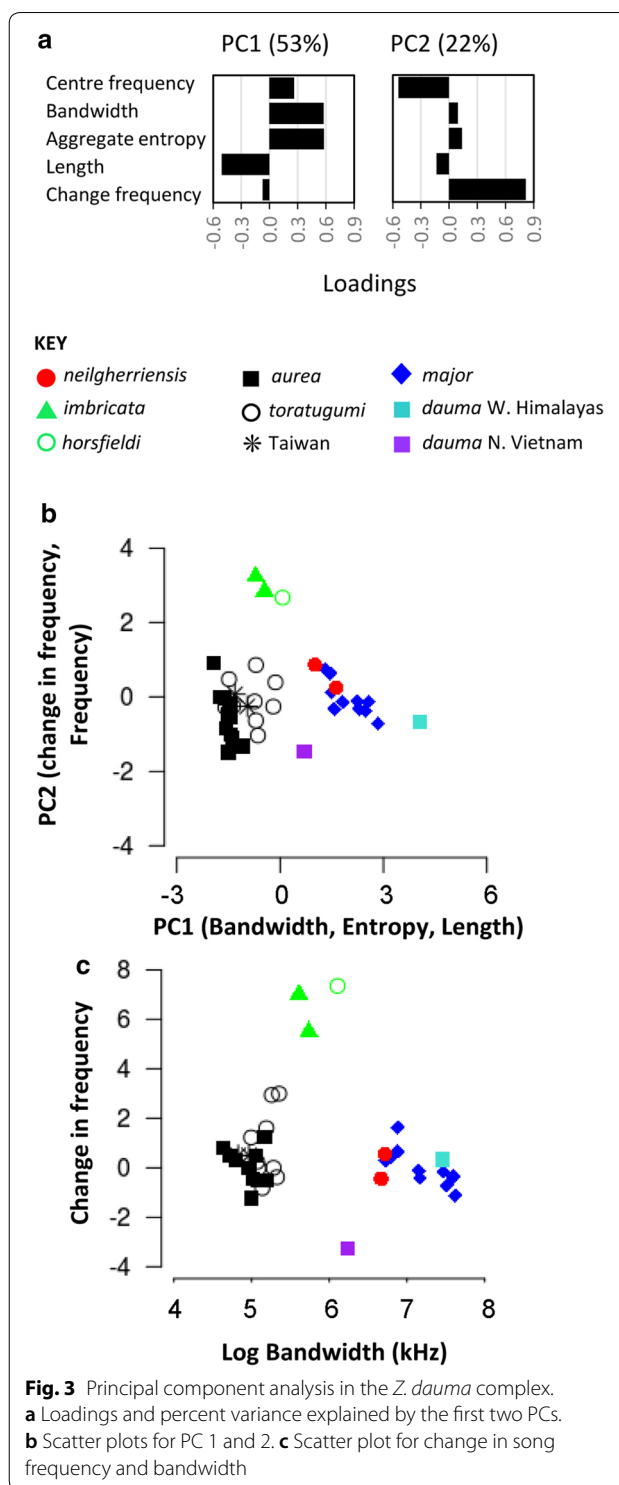 a
PC1 (53%) PC2 (22%)
Centre frequency
Bandwidth
Aggregate entropy
Length
Change frequency
-0.6 -0.3 0.0 0.3 0.6 0.9 -0.6 -0.3 0.0 0.3 0.6 0.9
Loadings
KEY
neilgherriensis aurea major
imbricata toratugumi dauma W. Himalayas
horsfieldi Taiwan dauma N. Vietnam
b
PC2 (change in frequency,
Frequency)
4
2
0
-2
-4
-3 0 3 6
PC1 (Bandwidth, Entropy, Length)
c
Change in frequency
8
6
4
2
0
-2
-4
4 5 6 7 8
Log Bandwidth (kHz)
Fig. 3 Principal component analysis in the Z. dauma complex.
a Loadings and percent variance explained by the first two PCs.
b Scatter plots for PC 1 and 2. c Scatter plot for change in song
frequency and bandwidth